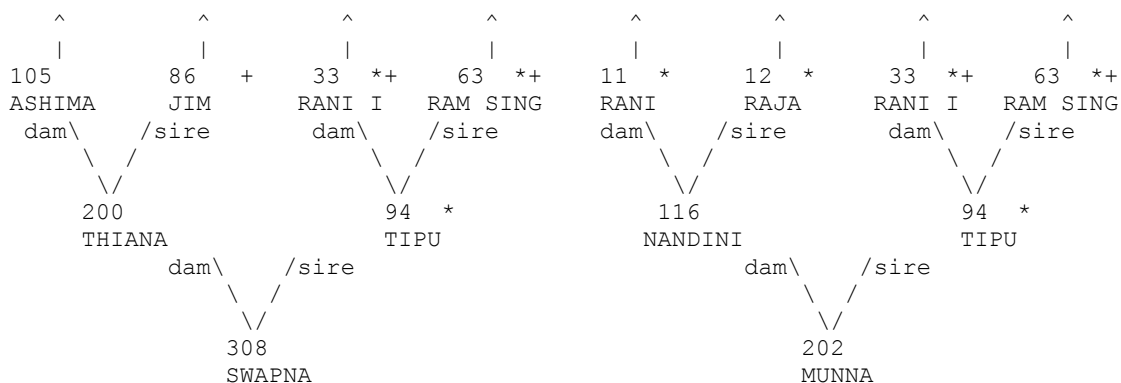 ^ ^ ^ ^ ^ ^ ^ ^
| | | | | | | |
105 86 + 33 *+ 63 *+ 11 * 12 * 33 *+ 63 *+
ASHIMA JIM RANI I RAM SING RANI RAJA RANI I RAM SING
dam\ /sire dam\ /sire dam\ /sire dam\ /sire
\ / \ / \ / \ /
\/ \/ \/ \/
200 94 * 116 94 *
THIANA TIPU NANDINI TIPU
dam\ /sire dam\ /sire
\ / \ /
\/ \/
308 202
SWAPNA MUNNA